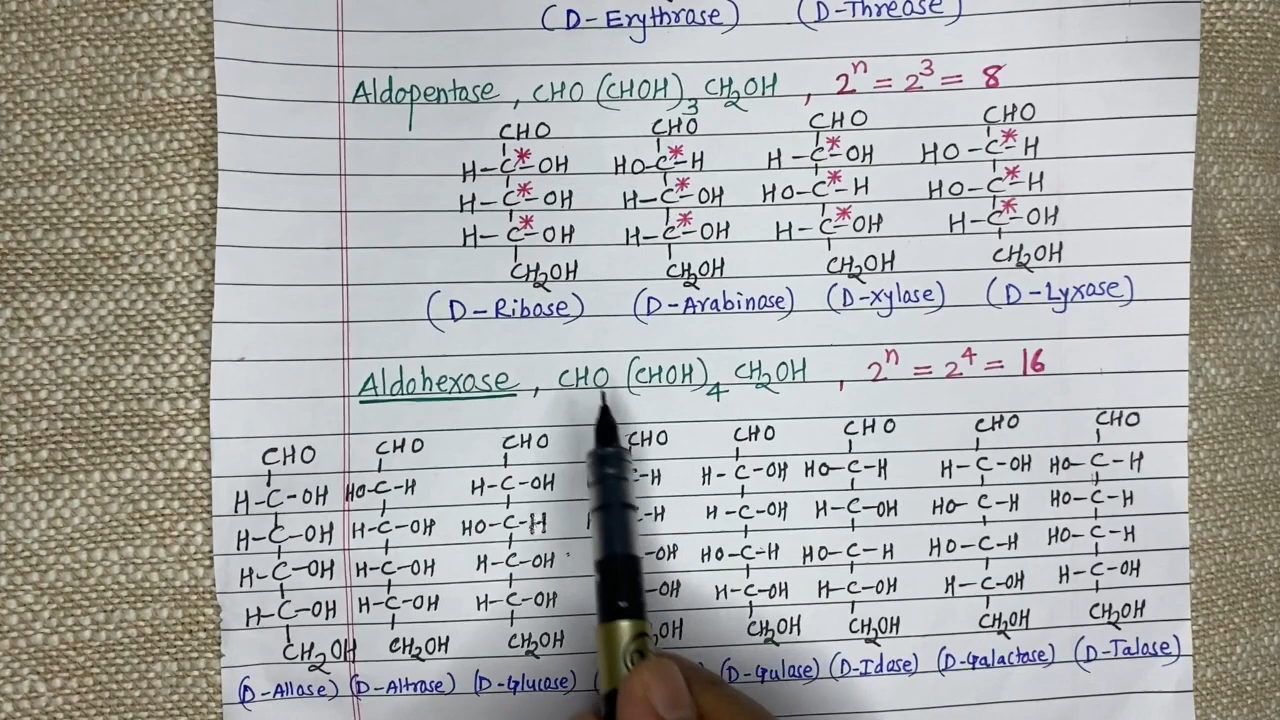 (D-Erythrose) (D-Threose)
Aldopentose , CHO (CHOH)3 CH2OH , 2^n = 2^3 = 8
CHO CHO CHO CHO
H-C*-OH HO-C*-H H-C*-OH HO-C*-H
H-C*-OH H-C*-OH HO-C*-H HO-C*-H
H-C*-OH H-C*-OH H-C*-OH H-C*-OH
CH2OH CH2OH CH2OH CH2OH
(D-Ribose) (D-Arabinose) (D-Xylose) (D-Lyxose)
Aldohexose , CHO (CHOH)4 CH2OH , 2^n = 2^4 = 16
CHO CHO CHO CHO CHO CHO CHO CHO
H-C-OH HO-C-H H-C-OH -H H-C-OH HO-C-H H-C-OH HO-C-H
H-C-OH H-C-OH HO-C-H -H H-C-OH H-C-OH HO-C-H HO-C-H
H-C-OH H-C-OH H-C-OH -OH HO-C-H HO-C-H HO-C-H HO-C-H
H-C-OH H-C-OH H-C-OH -OH H-C-OH H-C-OH H-C-OH H-C-OH
CH2OH CH2OH CH2OH OH CH2OH CH2OH CH2OH CH2OH
(D-Allose) (D-Altrose) (D-Glucose) (D-Gulose) (D-Idose) (D-Galactose) (D-Talose)